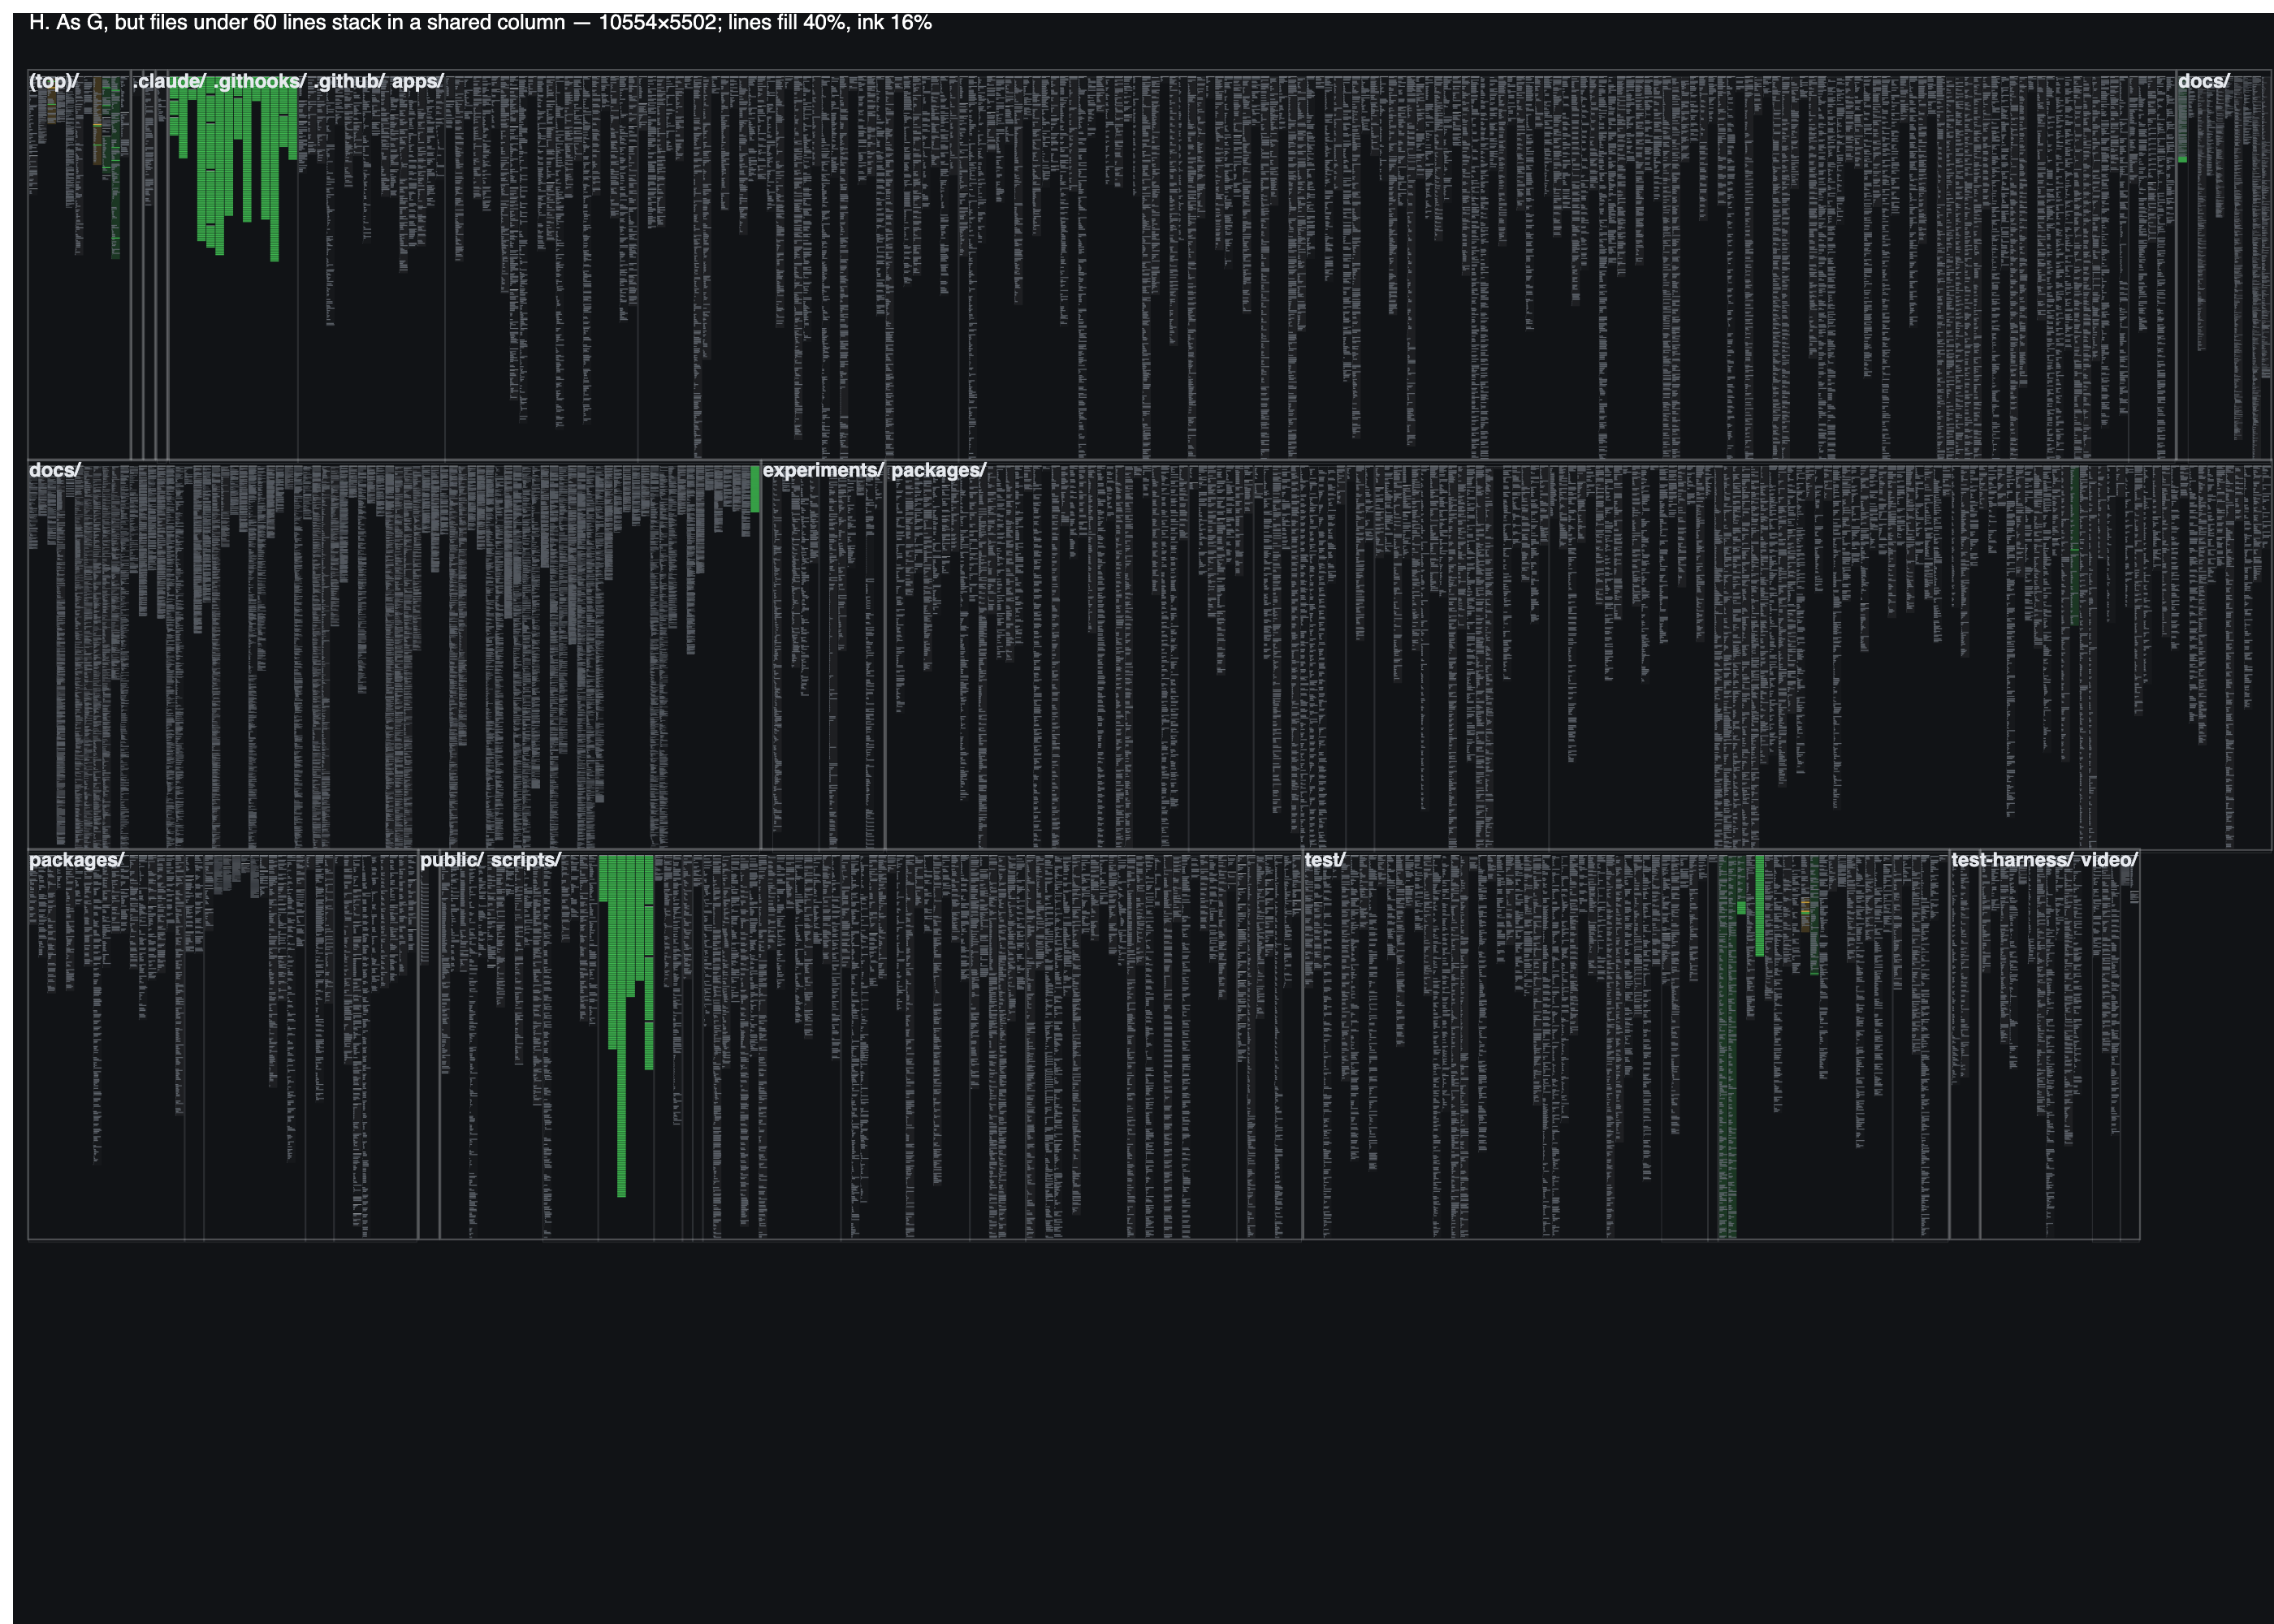 H. As G, but files under 60 lines stack in a shared column — 10554×5502; lines fill 40%, ink 16%
(top)/ .claude/ .githooks/ .github/ apps/ docs/
docs/ experiments/ packages/
packages/ public/ scripts/ test/ test-harness/ video/